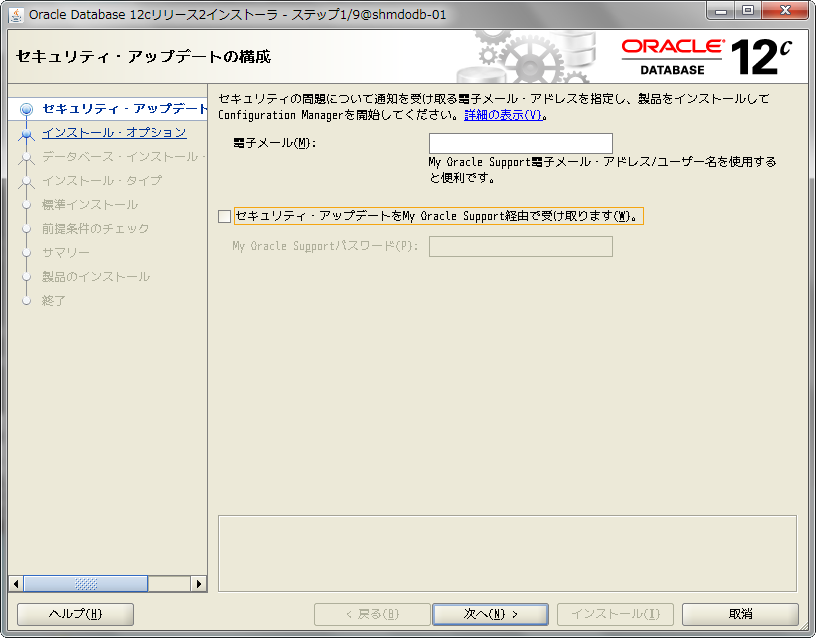 Oracle Database 12cリリース2インストーラ - ステップ1/9@shmdodb-01
セキュリティ・アップデートの構成
ORACLE®
DATABASE
12c
セキュリティ・アップデート
インストール・オプション
データベース・インストール・
インストール・タイプ
標準インストール
前提条件のチェック
サマリー
製品のインストール
終了
セキュリティの問題について通知を受け取る電子メール・アドレスを指定し、製品をインストールして
Configuration Managerを開始してください。詳細の表示(V)。
電子メール(M):
My Oracle Support電子メール・アドレス/ユーザー名を使用する
と便利です。
セキュリティ・アップデートをMy Oracle Support経由で受け取ります(W)。
My Oracle Supportパスワード(P):
ヘルプ(H)
< 戻る(B)
次へ(N) >
インストール(I)
取消